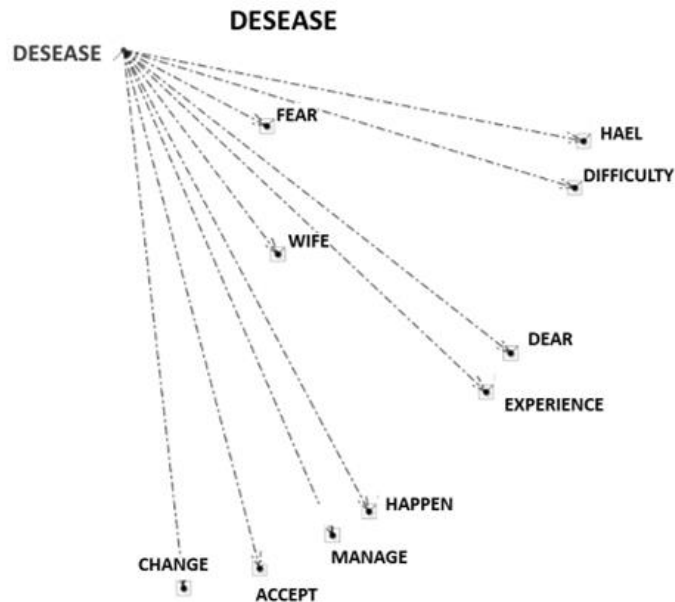 DESEASE
DESEASE
FEAR
HAEL
DIFFICULTY
WIFE
DEAR
EXPERIENCE
HAPPEN
MANAGE
CHANGE
ACCEPT